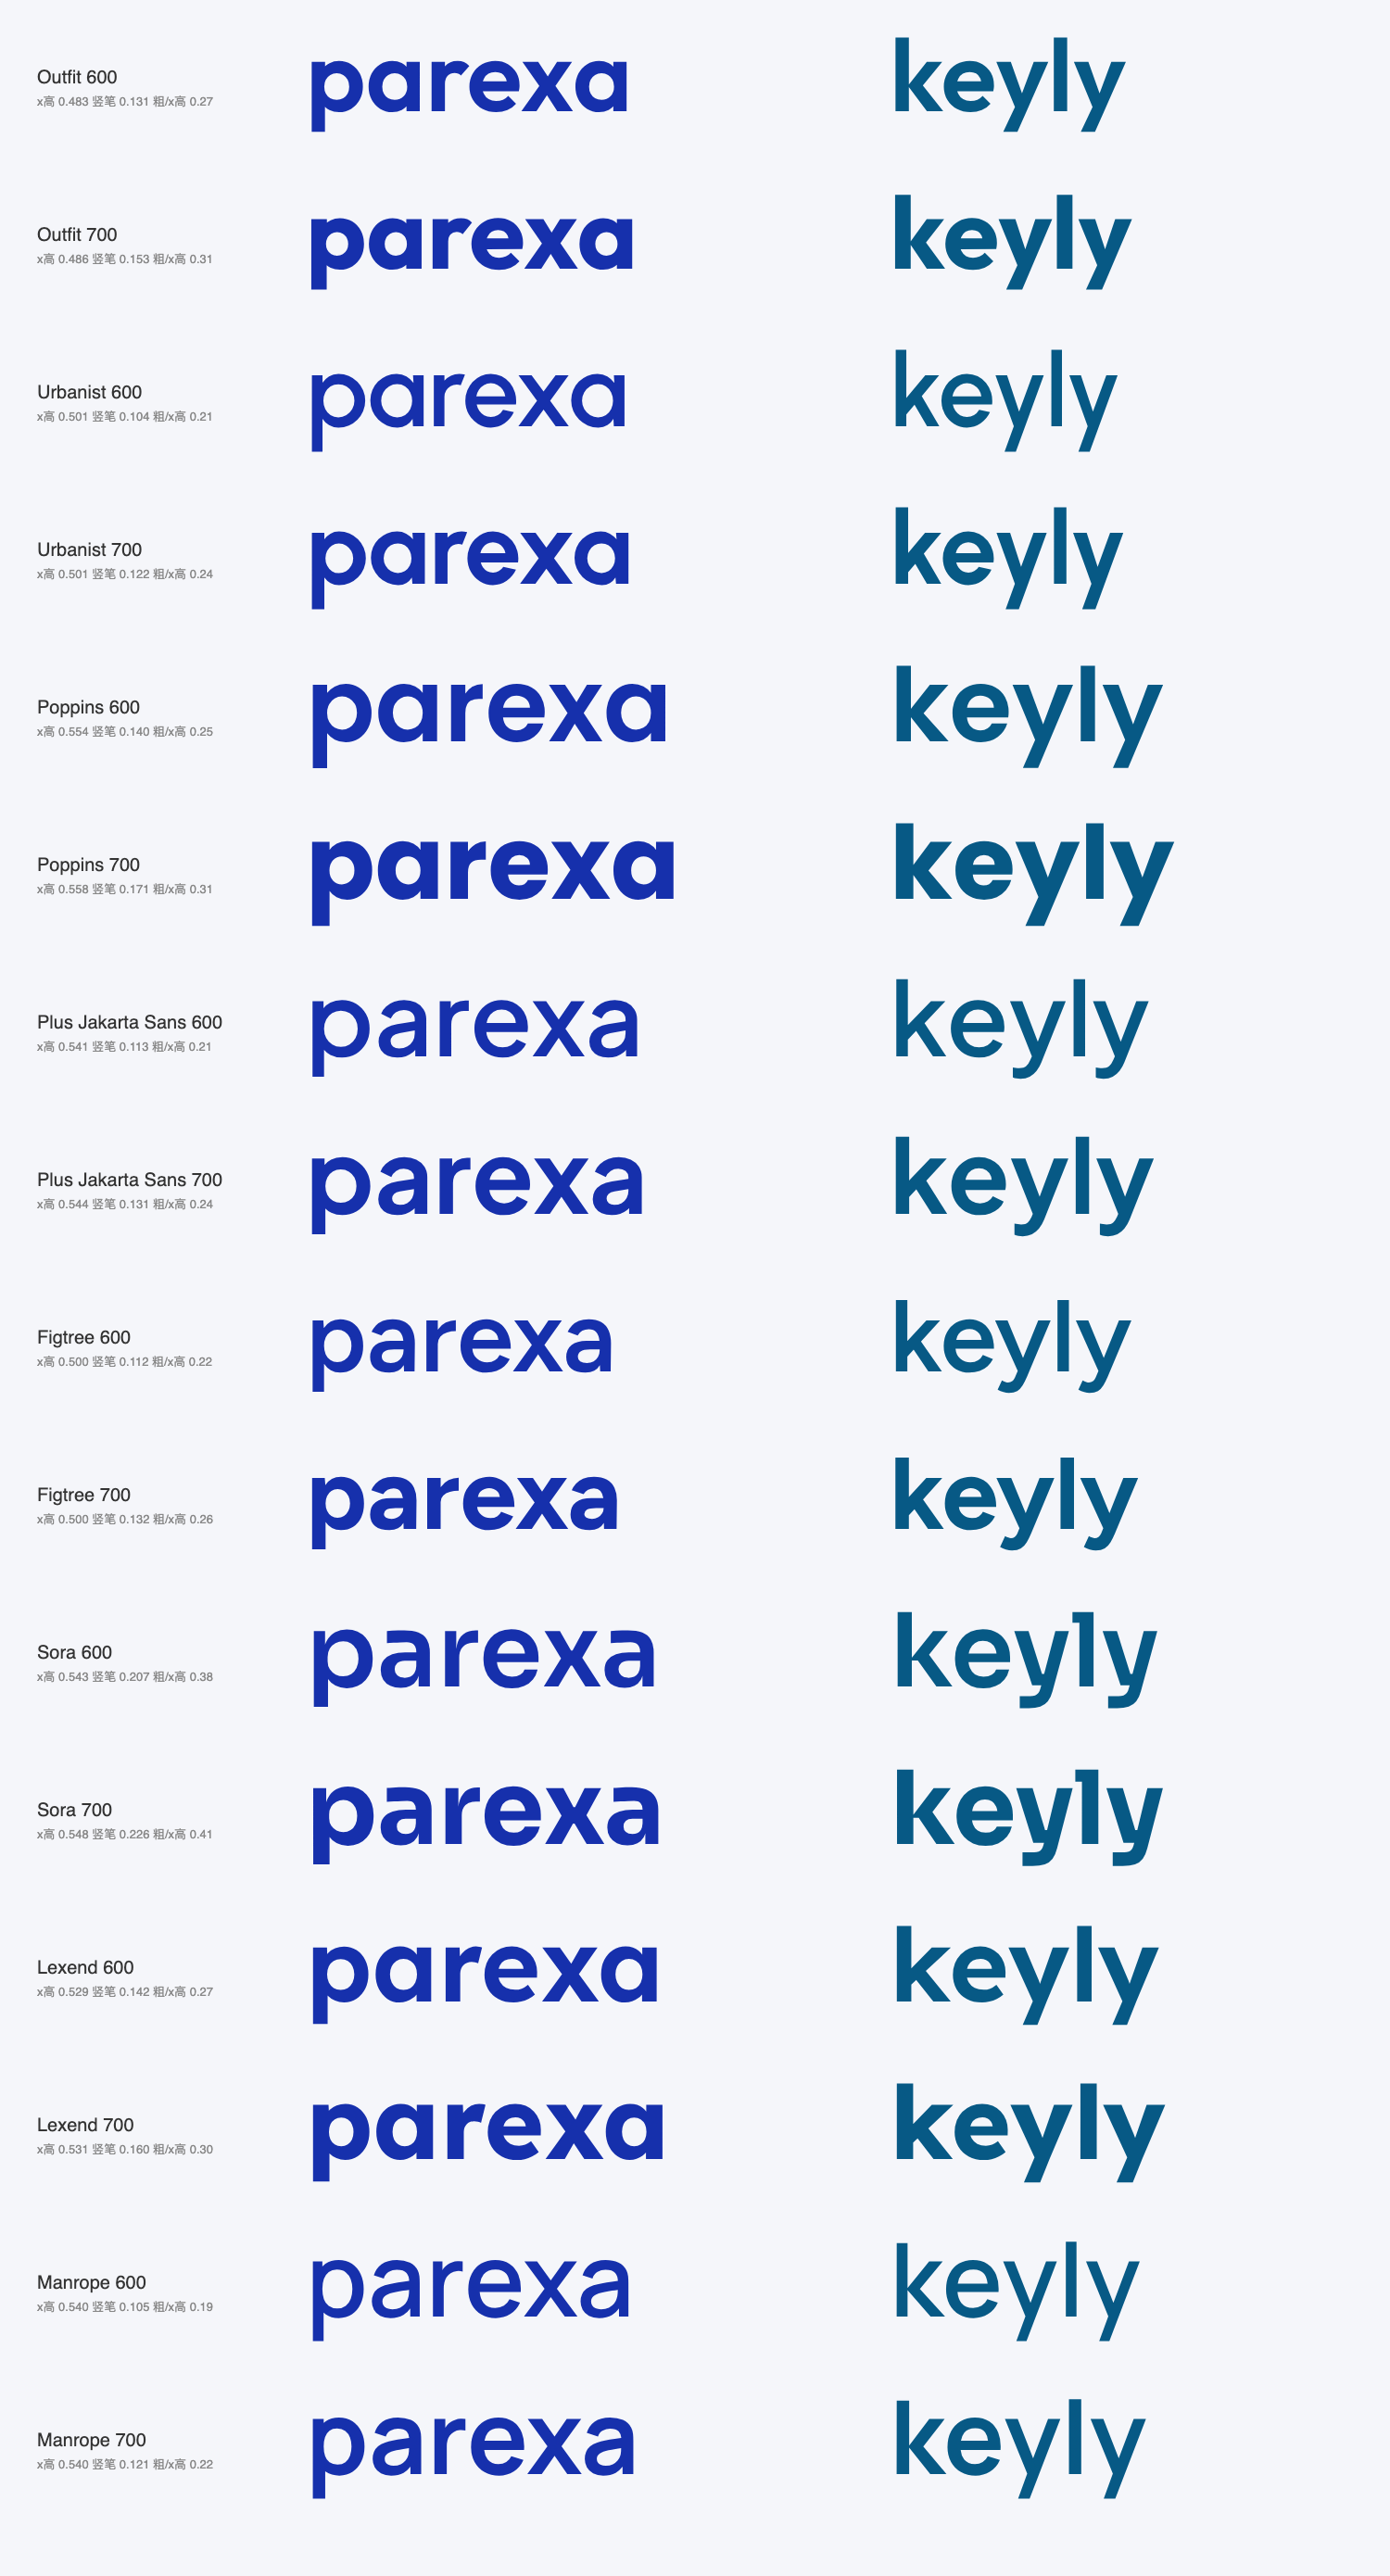 Outfit 600
x高 0.483 竖笔 0.131 粗/x高 0.27
parexa
keyly
Outfit 700
x高 0.486 竖笔 0.153 粗/x高 0.31
parexa
keyly
Urbanist 600
x高 0.501 竖笔 0.104 粗/x高 0.21
parexa
keyly
Urbanist 700
x高 0.501 竖笔 0.122 粗/x高 0.24
parexa
keyly
Poppins 600
x高 0.554 竖笔 0.140 粗/x高 0.25
parexa
keyly
Poppins 700
x高 0.558 竖笔 0.171 粗/x高 0.31
parexa
keyly
Plus Jakarta Sans 600
x高 0.541 竖笔 0.113 粗/x高 0.21
parexa
keyly
Plus Jakarta Sans 700
x高 0.544 竖笔 0.131 粗/x高 0.24
parexa
keyly
Figtree 600
x高 0.500 竖笔 0.112 粗/x高 0.22
parexa
keyly
Figtree 700
x高 0.500 竖笔 0.132 粗/x高 0.26
parexa
keyly
Sora 600
x高 0.543 竖笔 0.207 粗/x高 0.38
parexa
keyly
Sora 700
x高 0.548 竖笔 0.226 粗/x高 0.41
parexa
keyly
Lexend 600
x高 0.529 竖笔 0.142 粗/x高 0.27
parexa
keyly
Lexend 700
x高 0.531 竖笔 0.160 粗/x高 0.30
parexa
keyly
Manrope 600
x高 0.540 竖笔 0.105 粗/x高 0.19
parexa
keyly
Manrope 700
x高 0.540 竖笔 0.121 粗/x高 0.22
parexa
keyly